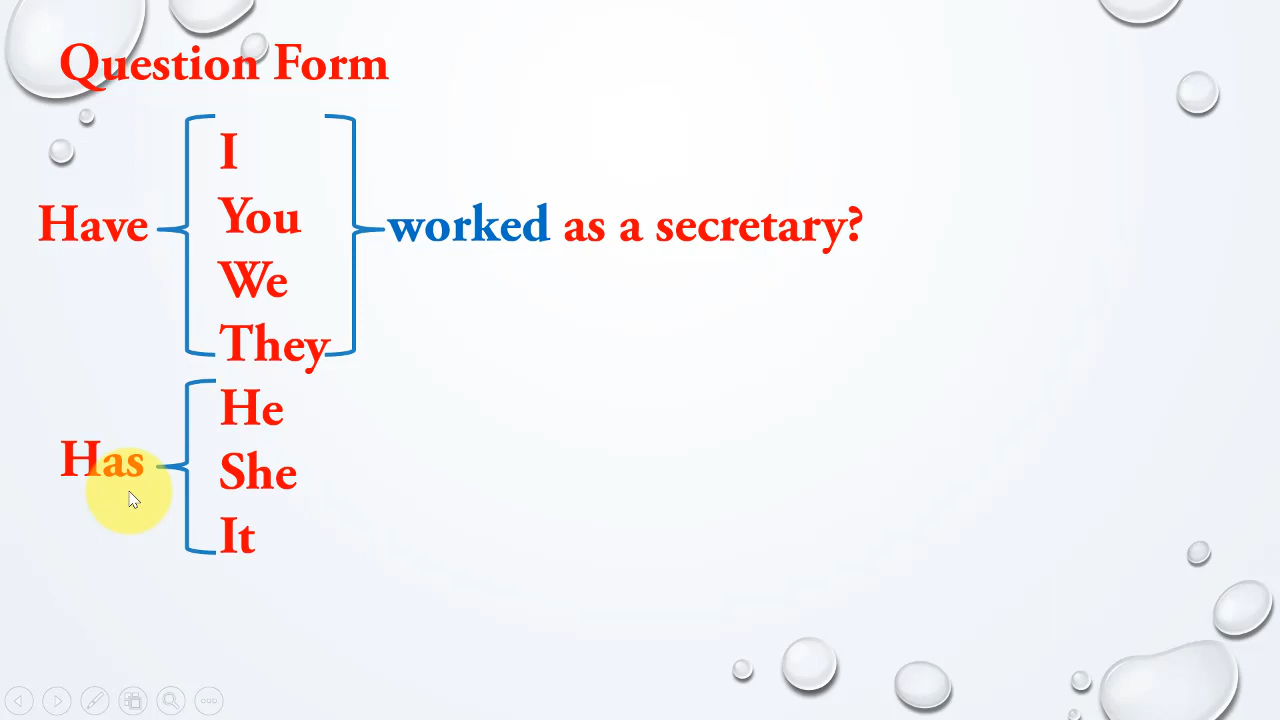 Question Form
I
You
Have worked as a secretary?
We
They
He
Has She
It